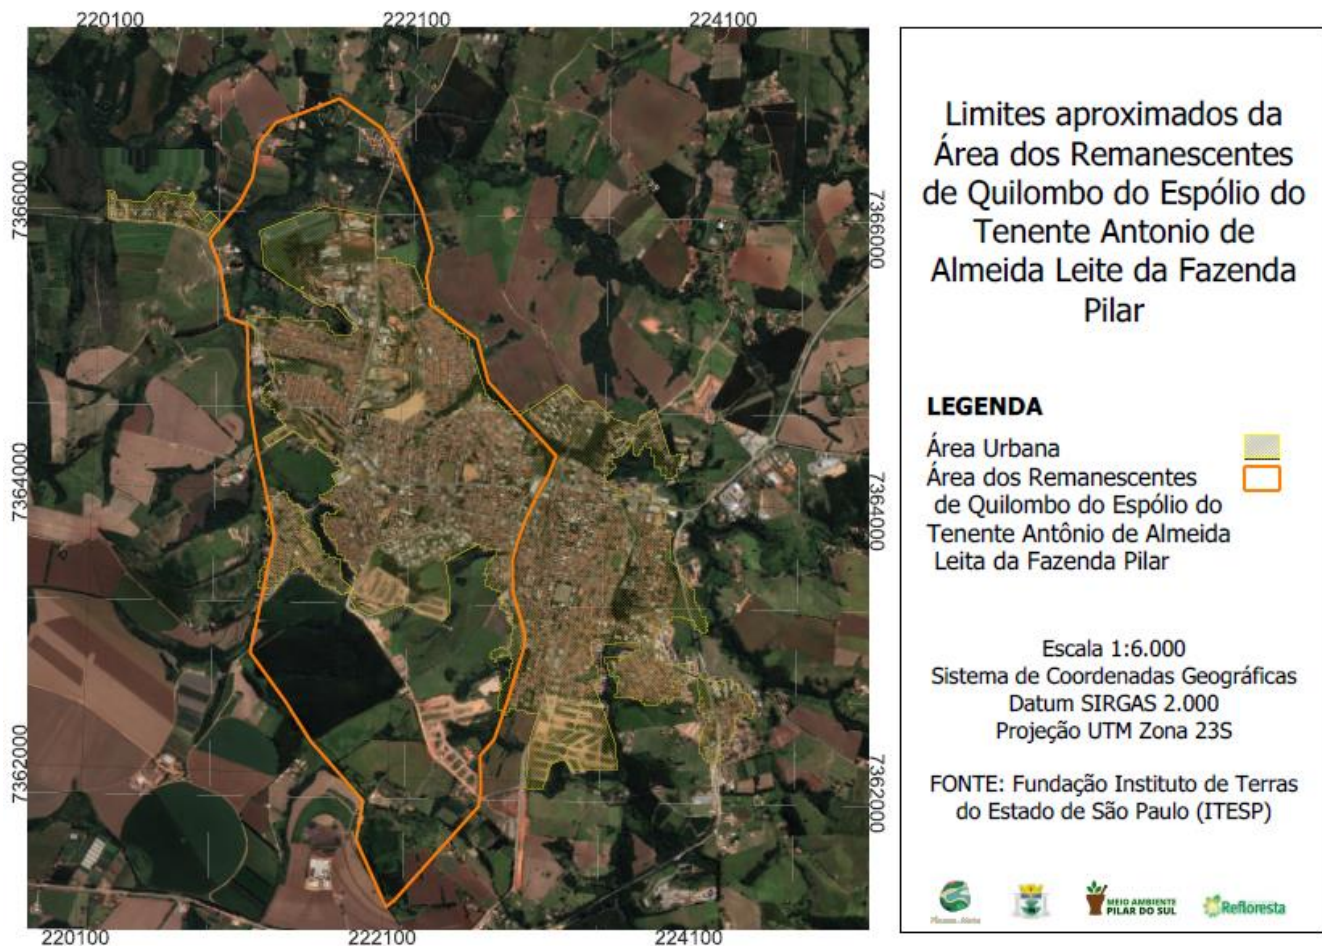 220100
222100
224100
7366000
7364000
7362000
7366000
7364000
7362000
220100
222100
224100
Limites aproximados da
Área dos Remanescentes
de Quilombo do Espólio do
Tenente Antonio de
Almeida Leite da Fazenda
Pilar
LEGENDA
Área Urbana
Área dos Remanescentes
de Quilombo do Espólio do
Tenente Antônio de Almeida
Leita da Fazenda Pilar
Escala 1:6.000
Sistema de Coordenadas Geográficas
Datum SIRGAS 2.000
Projeção UTM Zona 23S
FONTE: Fundação Instituto de Terras
do Estado de São Paulo (ITESP)
MEIO AMBIENTE
PILAR DO SUL
Refloresta